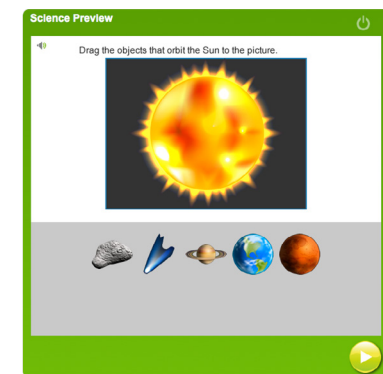 Science Preview
Drag the objects that orbit the Sun to the picture.